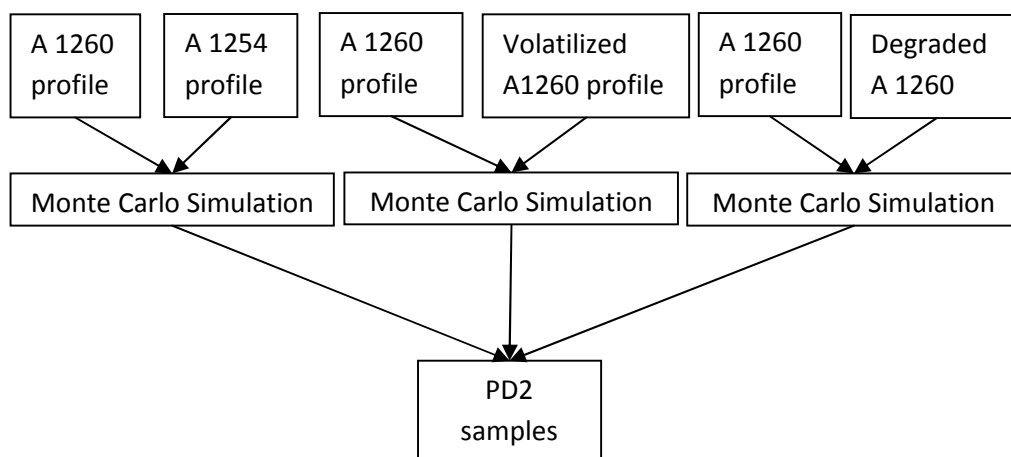 A 1260
profile
A 1254
profile
A 1260
profile
Volatilized
A1260 profile
A 1260
profile
Degraded
A 1260
Monte Carlo Simulation
Monte Carlo Simulation
Monte Carlo Simulation
PD2
samples